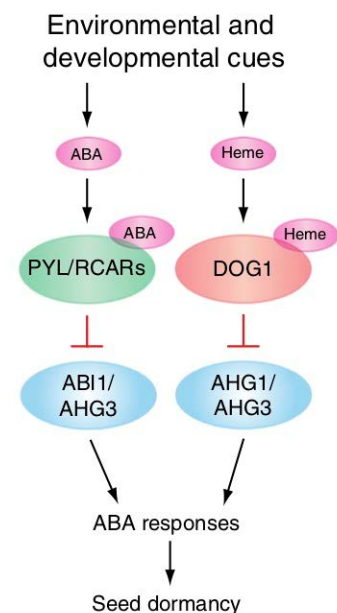 Environmental and
developmental cues
ABA
Heme
ABA
Heme
PYL/RCARs
DOG1
ABI1/
AHG3
AHG1/
AHG3
ABA responses
Seed dormancy